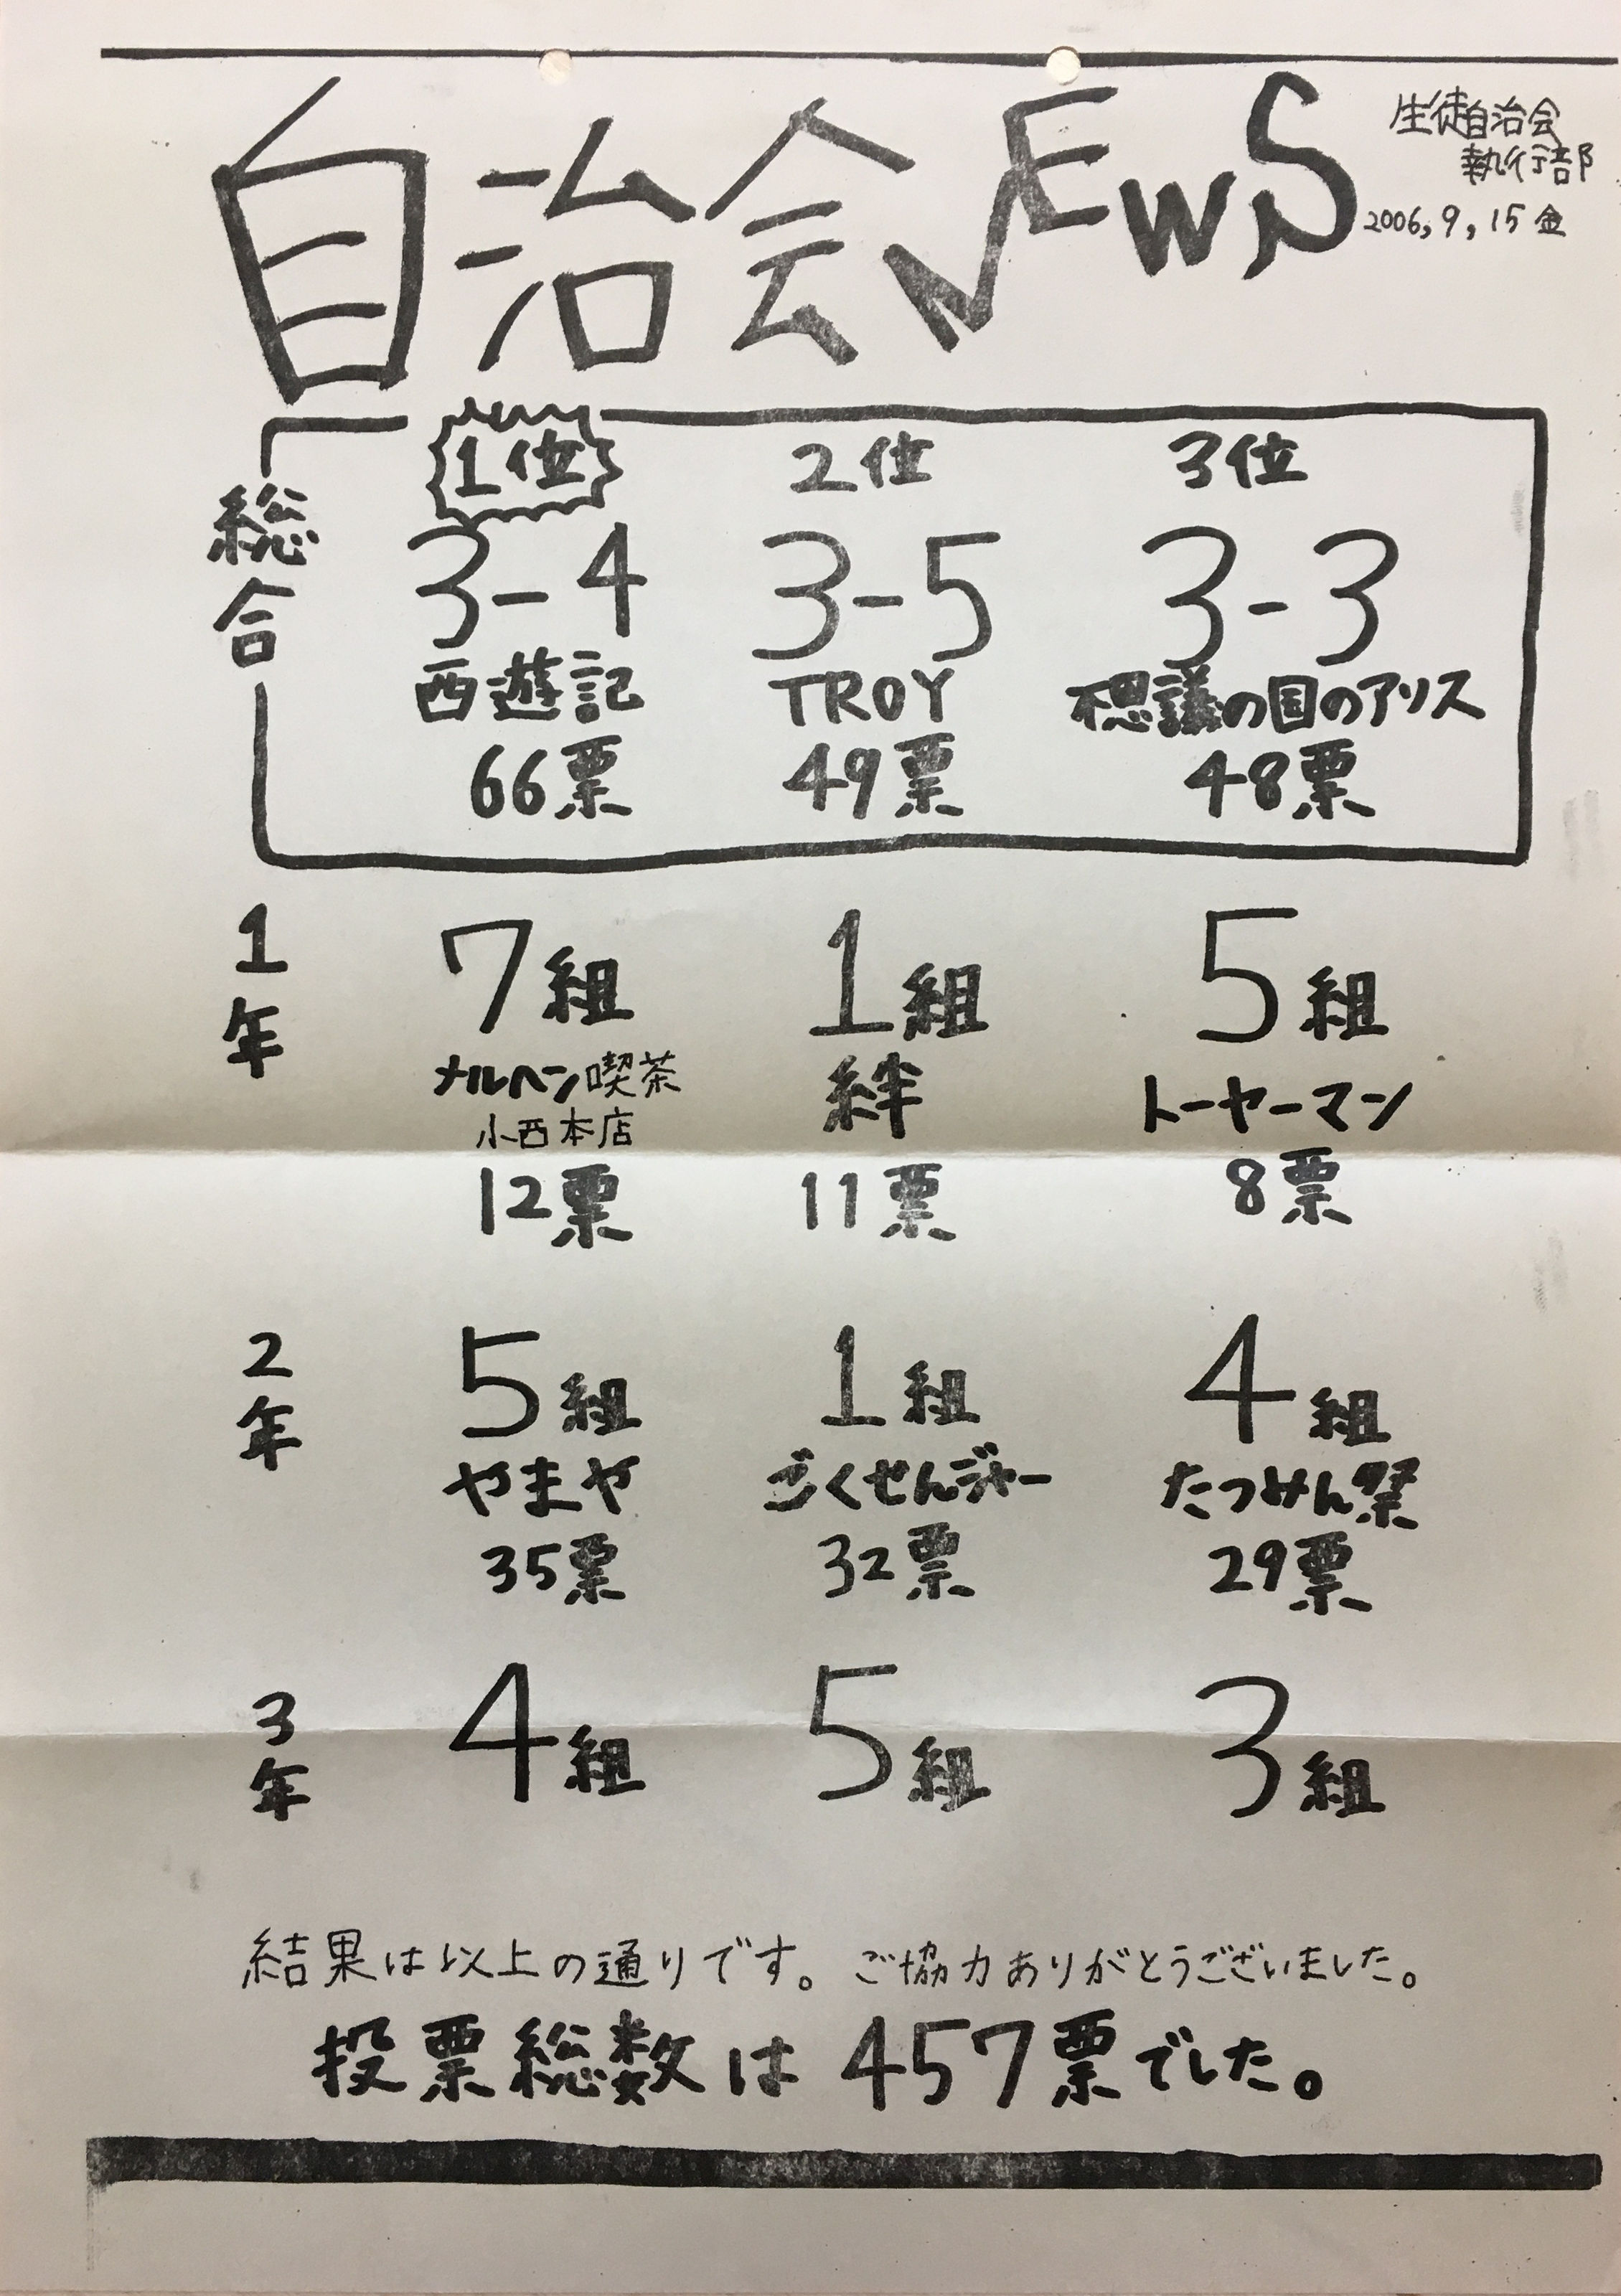 自治会NEWS
生徒自治会
執行部
2006, 9, 15 金
総合
1位 2位 3位
3-4 3-5 3-3
西遊記 TROY 不思議の国のアリス
66票 49票 48票
1年
7組 1組 5組
メルヘン喫茶 絆 トーヤーマン
小西本店
12票 11票 8票
2年
5組 1組 4組
やまや ごくせんジャー たつみん祭
35票 32票 29票
3年
4組 5組 3組
結果は以上の通りです。ご協力ありがとうございました。
投票総数は457票でした。